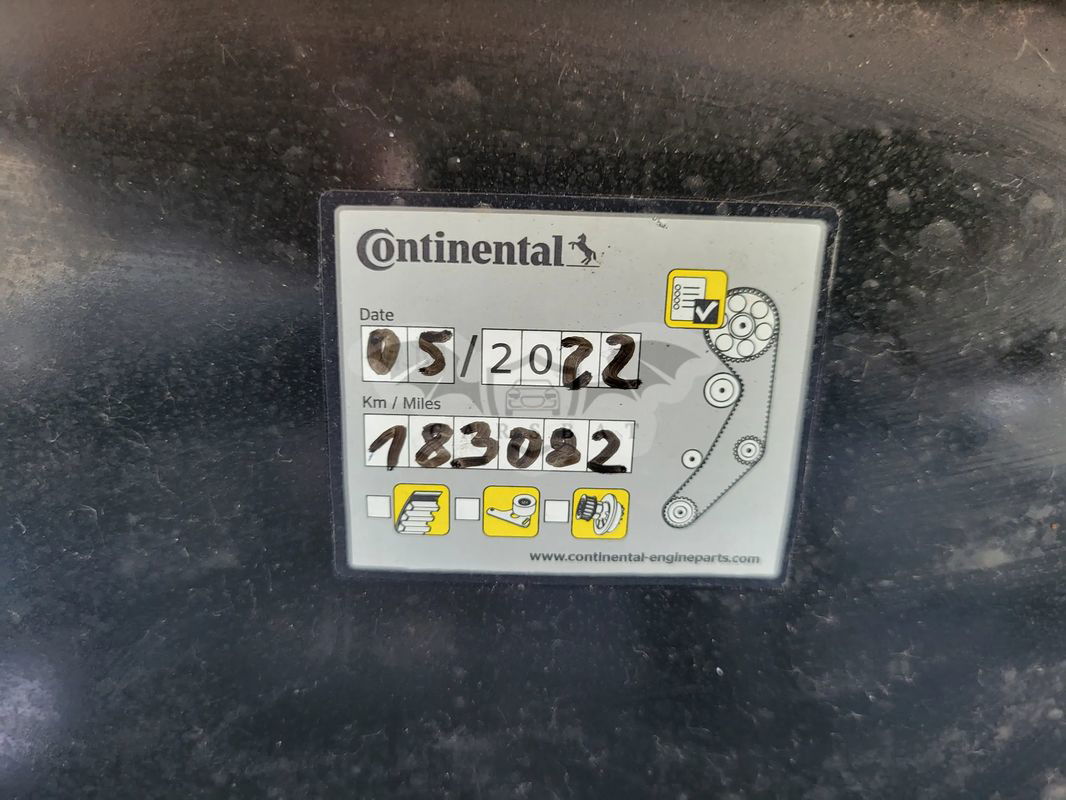 Continental
Date
05/2022
Km / Miles
183082
www.continental-engineparts.com